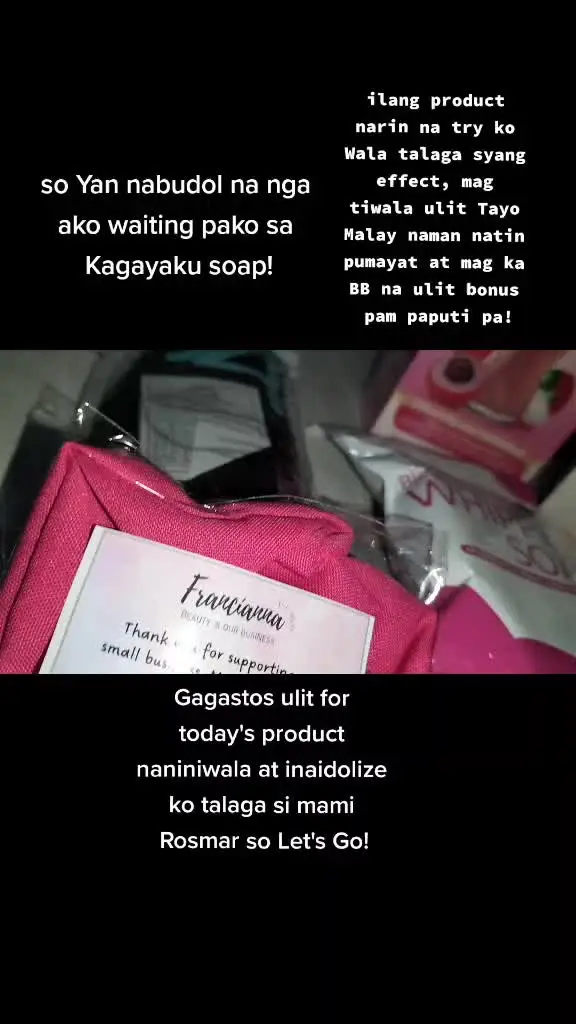 so Yan nabudol na nga
ako waiting pako sa
Kagayaku soap!
ilang product
narin na try ko
Wala talaga syang
effect, mag
tiwala ulit Tayo
Malay naman natin
pumayat at mag ka
BB na ulit bonus
pam paputi pa!
Francianna
BEAUTY IS OUR BUSINESS
Thank for supporting
small
Gagastos ulit for
today's product
naniniwala at inaidolize
ko talaga si mami
Rosmar so Let's Go!